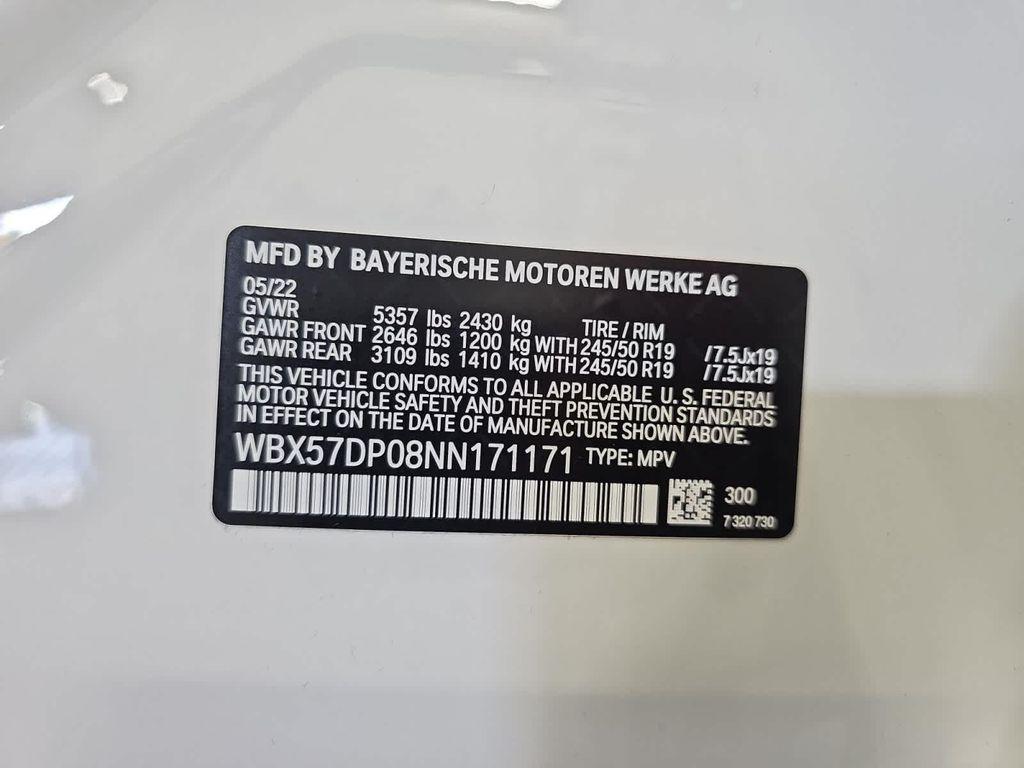 MFD BY BAYERISCHE MOTOREN WERKE AG
05/22
GVWR 5357 lbs 2430 kg TIRE / RIM
GAWR FRONT 2646 lbs 1200 kg WITH 245/50 R19 / 7.5Jx19
GAWR REAR 3109 lbs 1410 kg WITH 245/50 R19 / 7.5Jx19
THIS VEHICLE CONFORMS TO ALL APPLICABLE U. S. FEDERAL
MOTOR VEHICLE SAFETY AND THEFT PREVENTION STANDARDS
IN EFFECT ON THE DATE OF MANUFACTURE SHOWN ABOVE.
WBX57DP08NN171171 TYPE: MPV
300
7 320 730